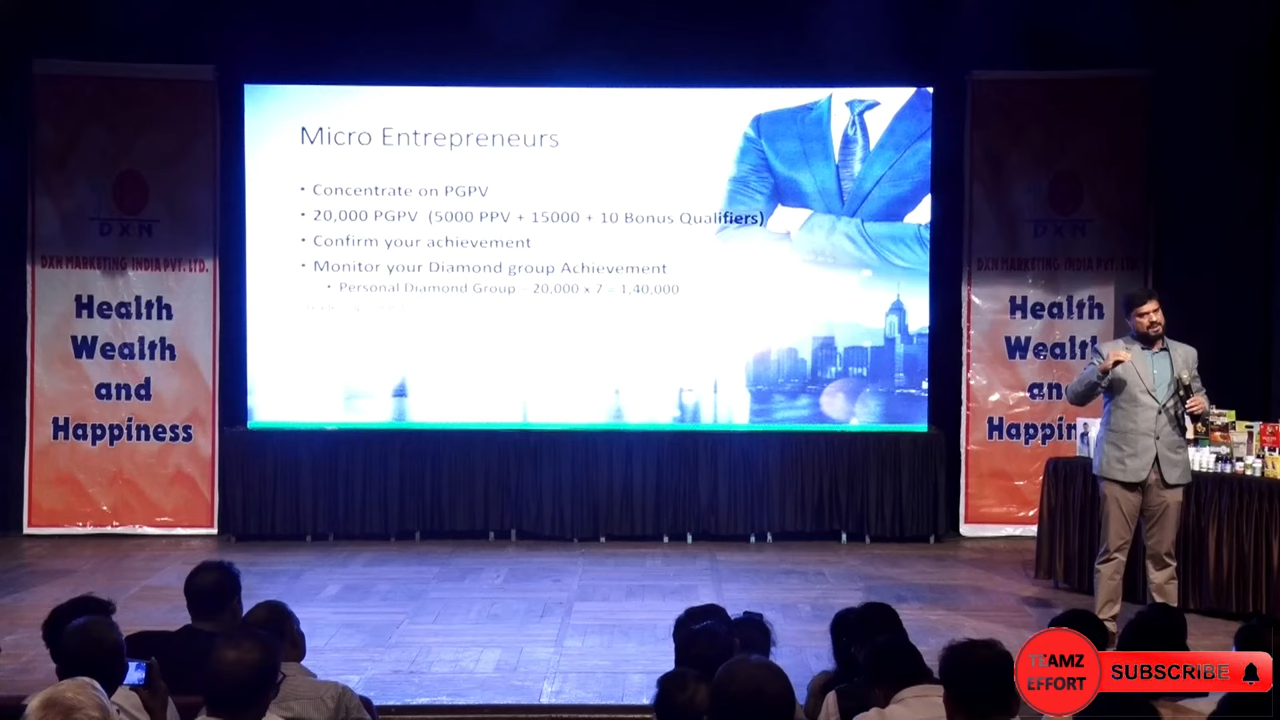 Micro Entrepreneurs
• Concentrate on PGPV
• 20,000 PGPV (5000 PPV + 15000 + 10 Bonus Qualifiers)
• Confirm your achievement
• Monitor your Diamond group Achievement
• Personal Diamond Group – 20,000 x 7 = 1,40,000
DXN
DXN MARKETING INDIA PVT. LTD.
Health
Wealth
and
Happiness
DXN
DXN MARKETING INDIA PVT. LTD.
Health
Wealth
and
Happin
TEAMZ
EFFORT
SUBSCRIBE